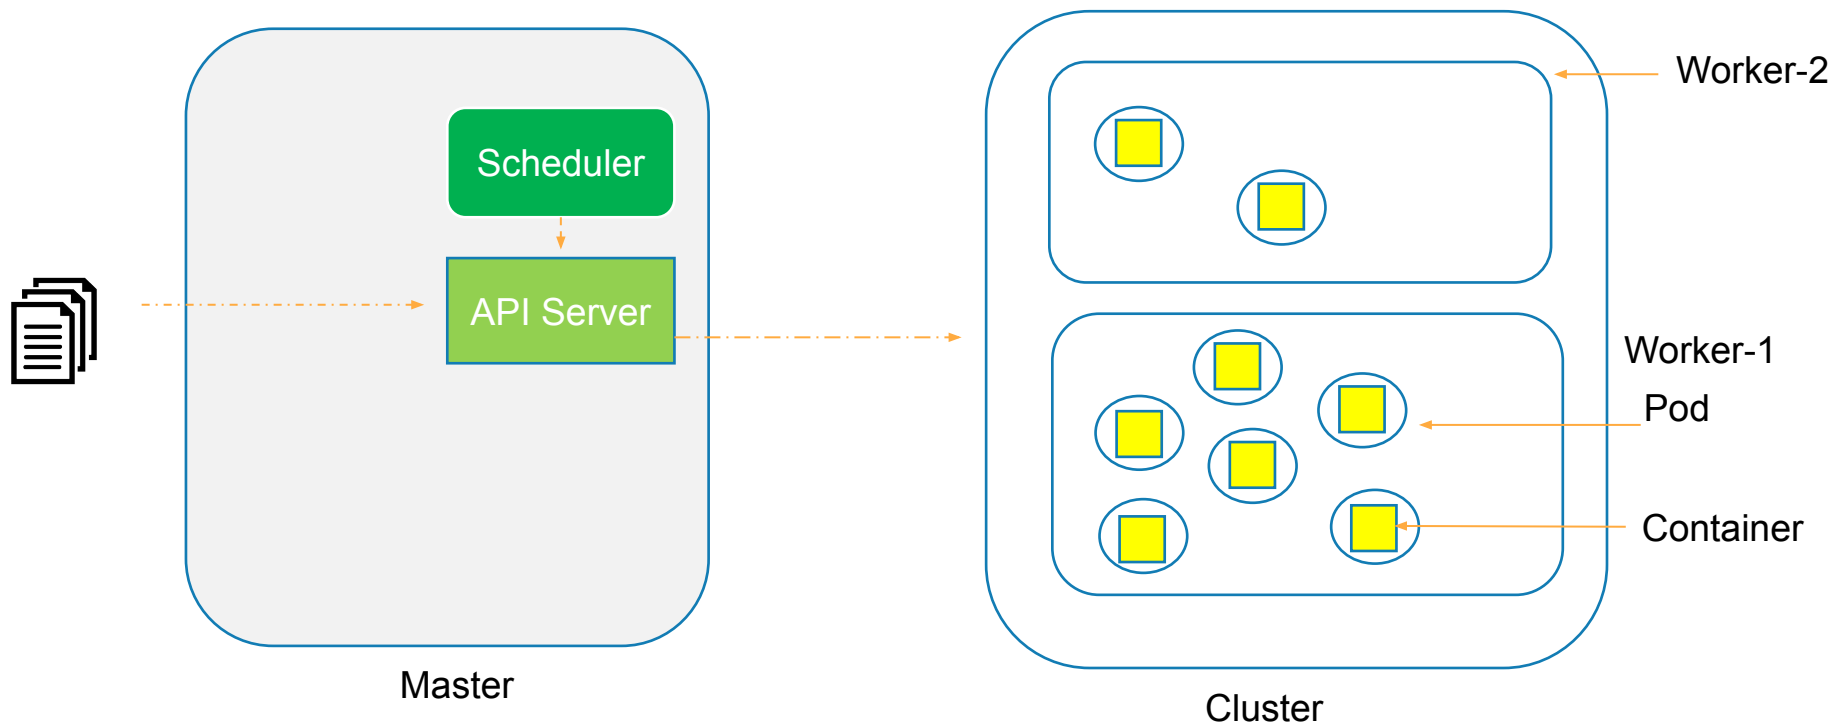 Scheduler
API Server
Master
Worker-2
Worker-1
Pod
Container
Cluster